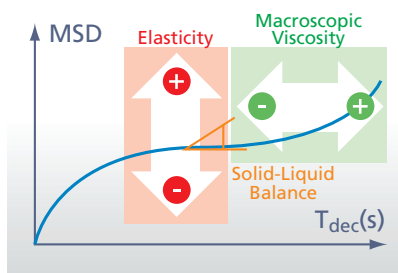 MSD
Elasticity
Macroscopic
Viscosity
+
-
-
+
Solid-Liquid
Balance
Tdec(s)